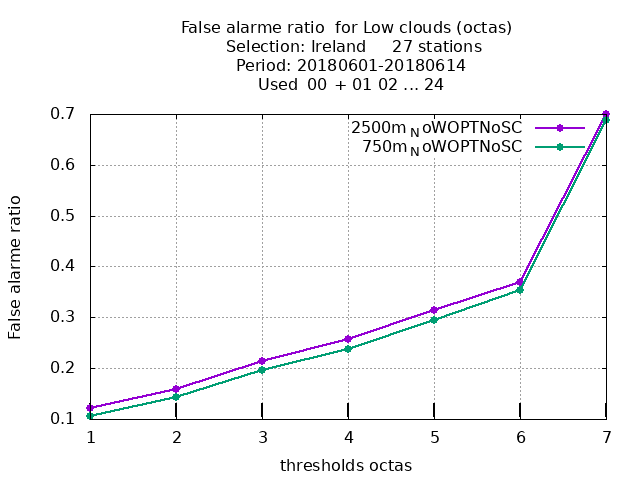 False alarme ratio  for Low clouds (octas)
Selection: Ireland     27 stations
Period: 20180601-20180614
Used  00 + 01 02 ... 24
2500m_NoWOPTNoSC
750m_NoWOPTNoSC
False alarme ratio
0.7
0.6
0.5
0.4
0.3
0.2
0.1
1 2 3 4 5 6 7
thresholds octas